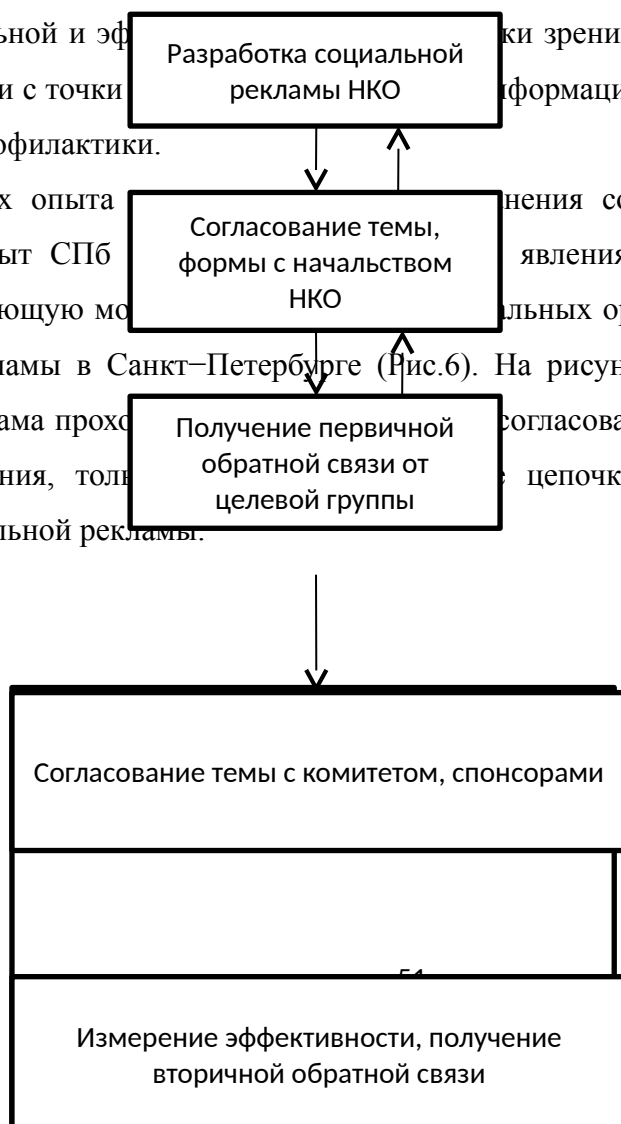 ьной и эф ки зрени
и с точки формаци
офилактики.
х опыта нения со
ыт СПб явления
ющую мо альных ор
ламы в Санкт−Петербурге (Рис.6). На рисун
ама прохо согласова
ния, толь е цепочк
льной рекламы.
Разработка социальной
рекламы НКО
Согласование темы,
формы с начальством
НКО
Получение первичной
обратной связи от
целевой группы
Согласование темы с комитетом, спонсорами
Измерение эффективности, получение
вторичной обратной связи